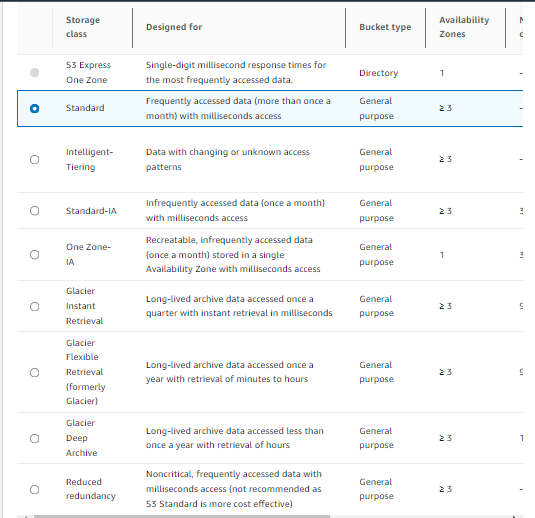 Storage class
Designed for
Bucket type
Availability Zones
S3 Express One Zone
Single-digit millisecond response times for
the most frequently accessed data.
Directory
1
-
Standard
Frequently accessed data (more than once a
month) with milliseconds access
General purpose
≥ 3
-
Intelligent-
Tiering
Data with changing or unknown access
patterns
General purpose
≥ 3
-
Standard-IA
Infrequently accessed data (once a month)
with milliseconds access
General purpose
≥ 3
3
One Zone-
IA
Recreatable, infrequently accessed data
(once a month) stored in a single
Availability Zone with milliseconds access
General purpose
1
3
Glacier
Instant
Retrieval
Long-lived archive data accessed once a
quarter with instant retrieval in milliseconds
General purpose
≥ 3
Glacier
Flexible
Retrieval
(formerly
Glacier)
Long-lived archive data accessed once a
year with retrieval of minutes to hours
General purpose
≥ 3
Glacier
Deep
Archive
Long-lived archive data accessed less than
once a year with retrieval of hours
General purpose
≥ 3
Reduced
redundancy
Noncritical, frequently accessed data with
milliseconds access (not recommended as
S3 Standard is more cost effective)
General purpose
≥ 3
-